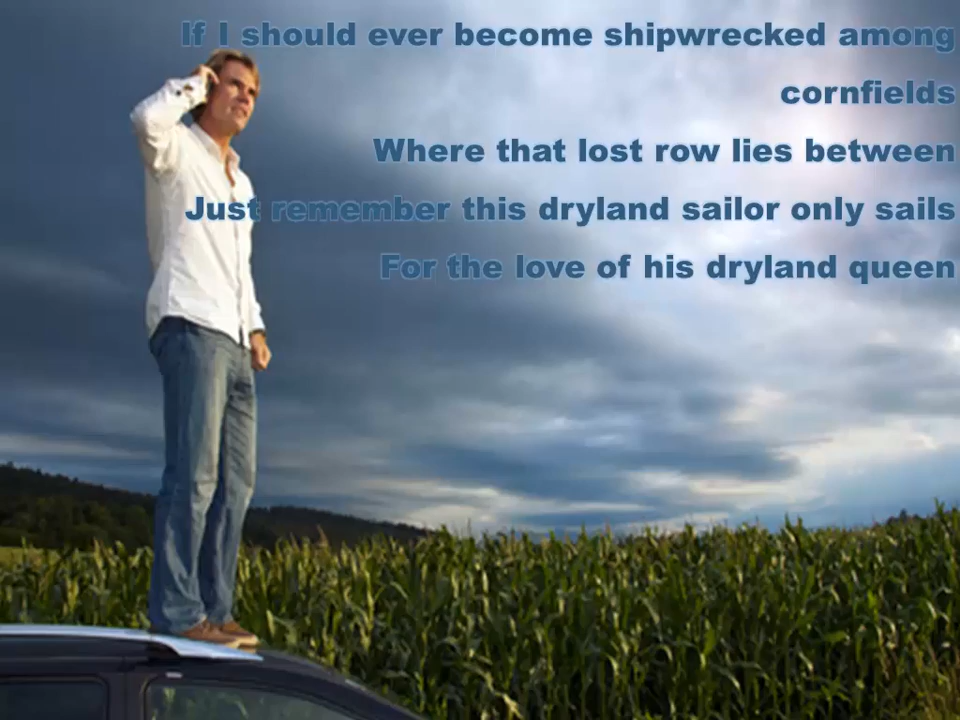 If I should ever become shipwrecked among
cornfields
Where that lost row lies between
Just remember this dryland sailor only sails
For the love of his dryland queen